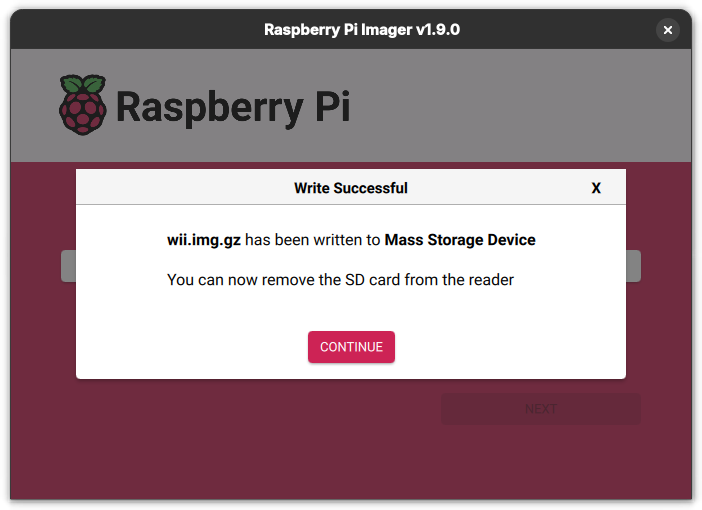 Raspberry Pi Imager v1.9.0
Raspberry Pi
Write Successful
X
wii.img.gz has been written to Mass Storage Device
You can now remove the SD card from the reader
CONTINUE
NEXT